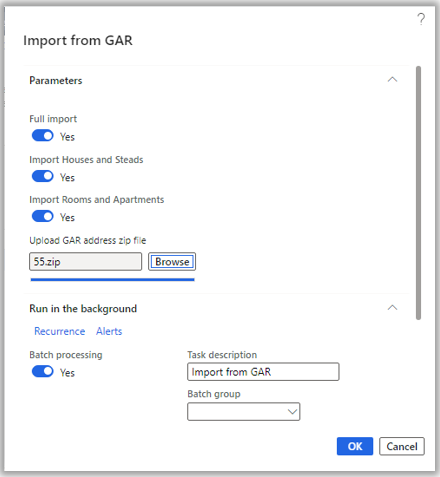 ?
Import from GAR
Parameters
Full import
Yes
Import Houses and Steads
Yes
Import Rooms and Apartments
Yes
Upload GAR address zip file
55.zip Browse
Run in the background
Recurrence Alerts
Batch processing
Yes
Task description
Import from GAR
Batch group
OK Cancel